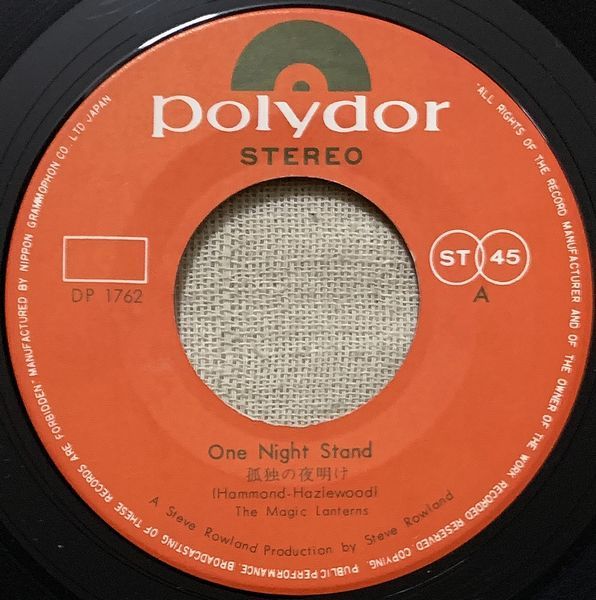 polydor
STEREO
DP 1762
ST 45
A
One Night Stand
孤独の夜明け
(Hammond-Hazlewood)
The Magic Lanterns
A Steve Rowland Production by Steve Rowland
"ALL RIGHTS OF THE RECORD MANUFACTURER AND OF THE OWNER OF THE WORK RECORDED RESERVED. COPYING, PUBLIC PERFORMANCE, BROADCASTING OF THESE RECORDS ARE FORBIDDEN" MANUFACTURED BY NIPPON GRAMMOPHON CO., LTD. JAPAN